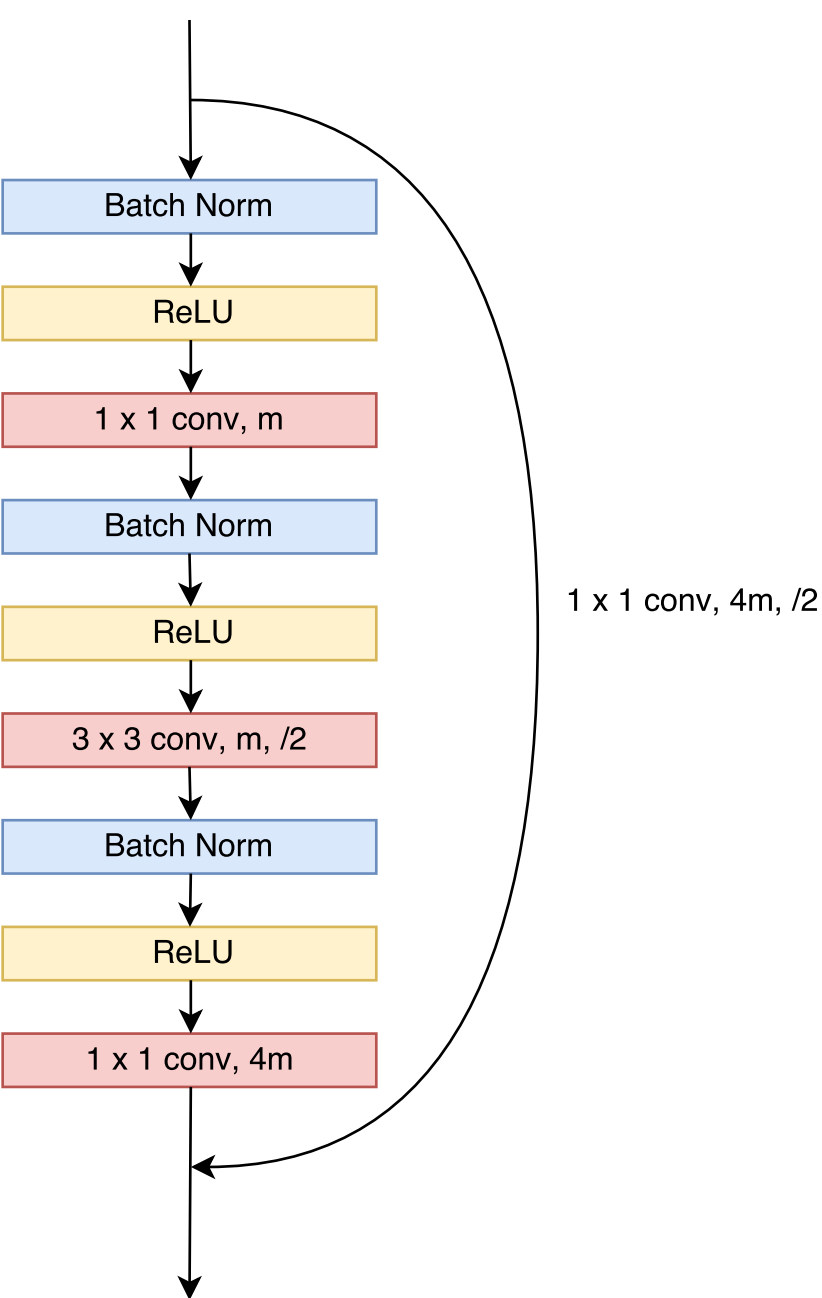 Batch Norm
ReLU
1 x 1 conv, m
Batch Norm
ReLU
1 x 1 conv, 4m, /2
3 x 3 conv, m, /2
Batch Norm
ReLU
1 x 1 conv, 4m